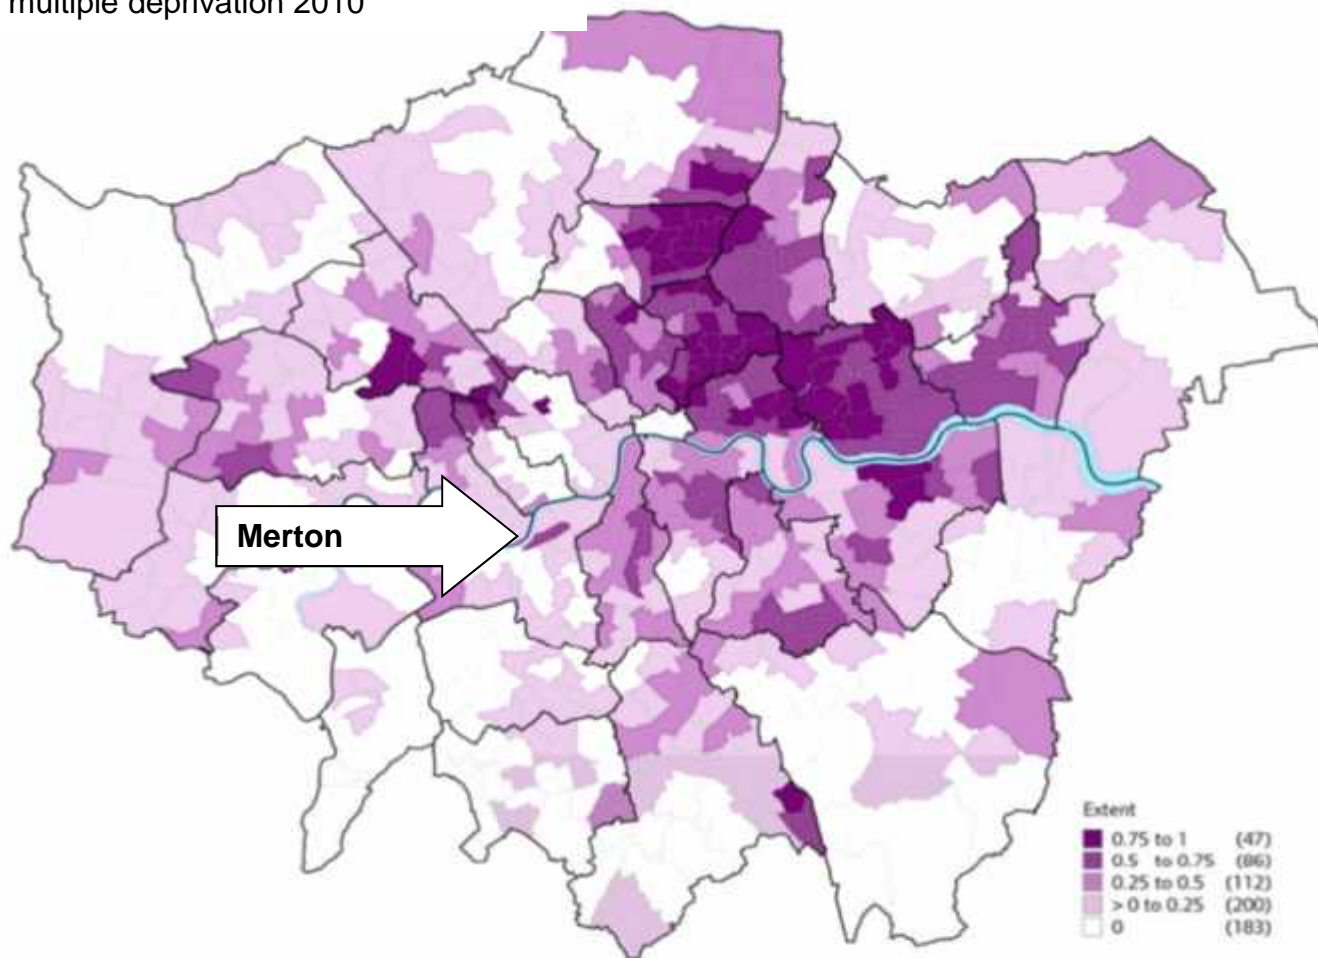 multiple deprivation 2010
Merton
Extent
0.75 to 1 (47)
0.5 to 0.75 (86)
0.25 to 0.5 (112)
> 0 to 0.25 (200)
0 (183)